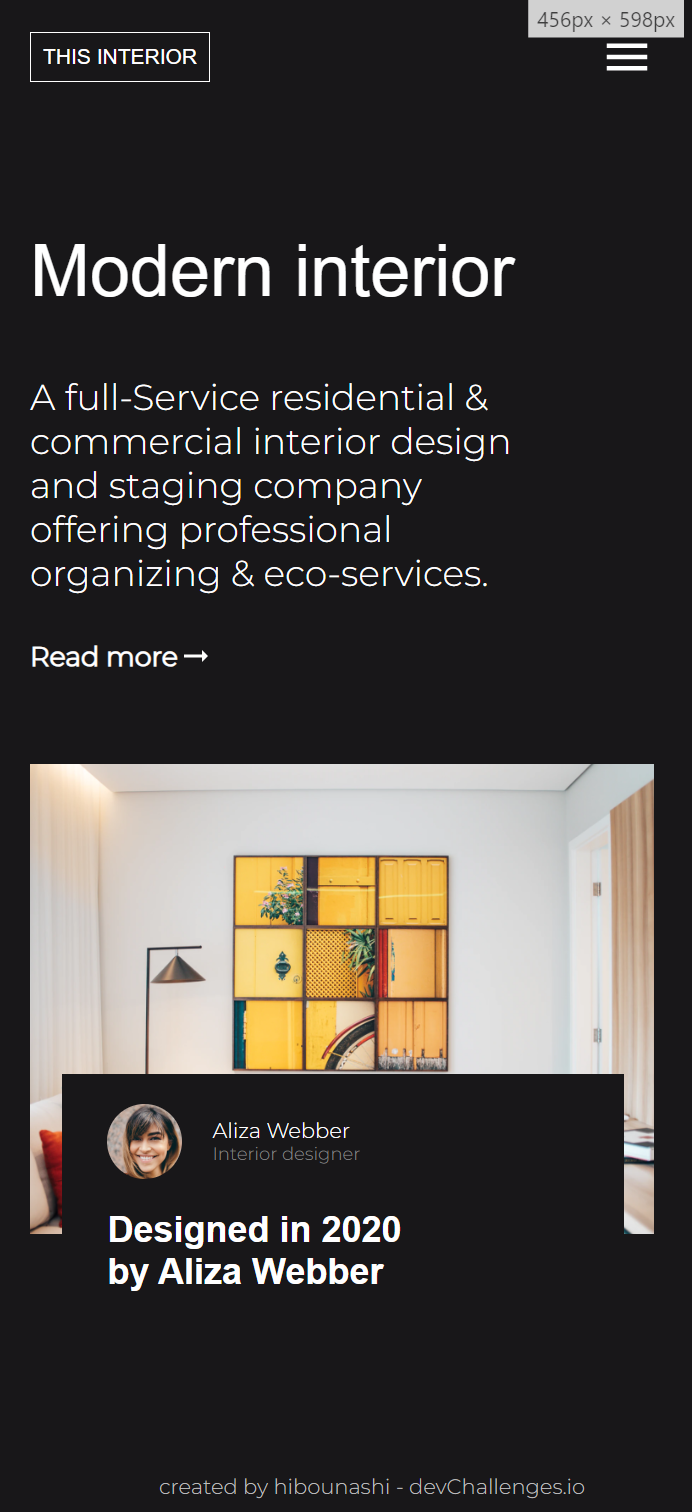 456px × 598px
THIS INTERIOR
Modern interior
A full-Service residential &
commercial interior design
and staging company
offering professional
organizing & eco-services.
Read more
Aliza Webber
Interior designer
Designed in 2020
by Aliza Webber
created by hibounashi - devChallenges.io